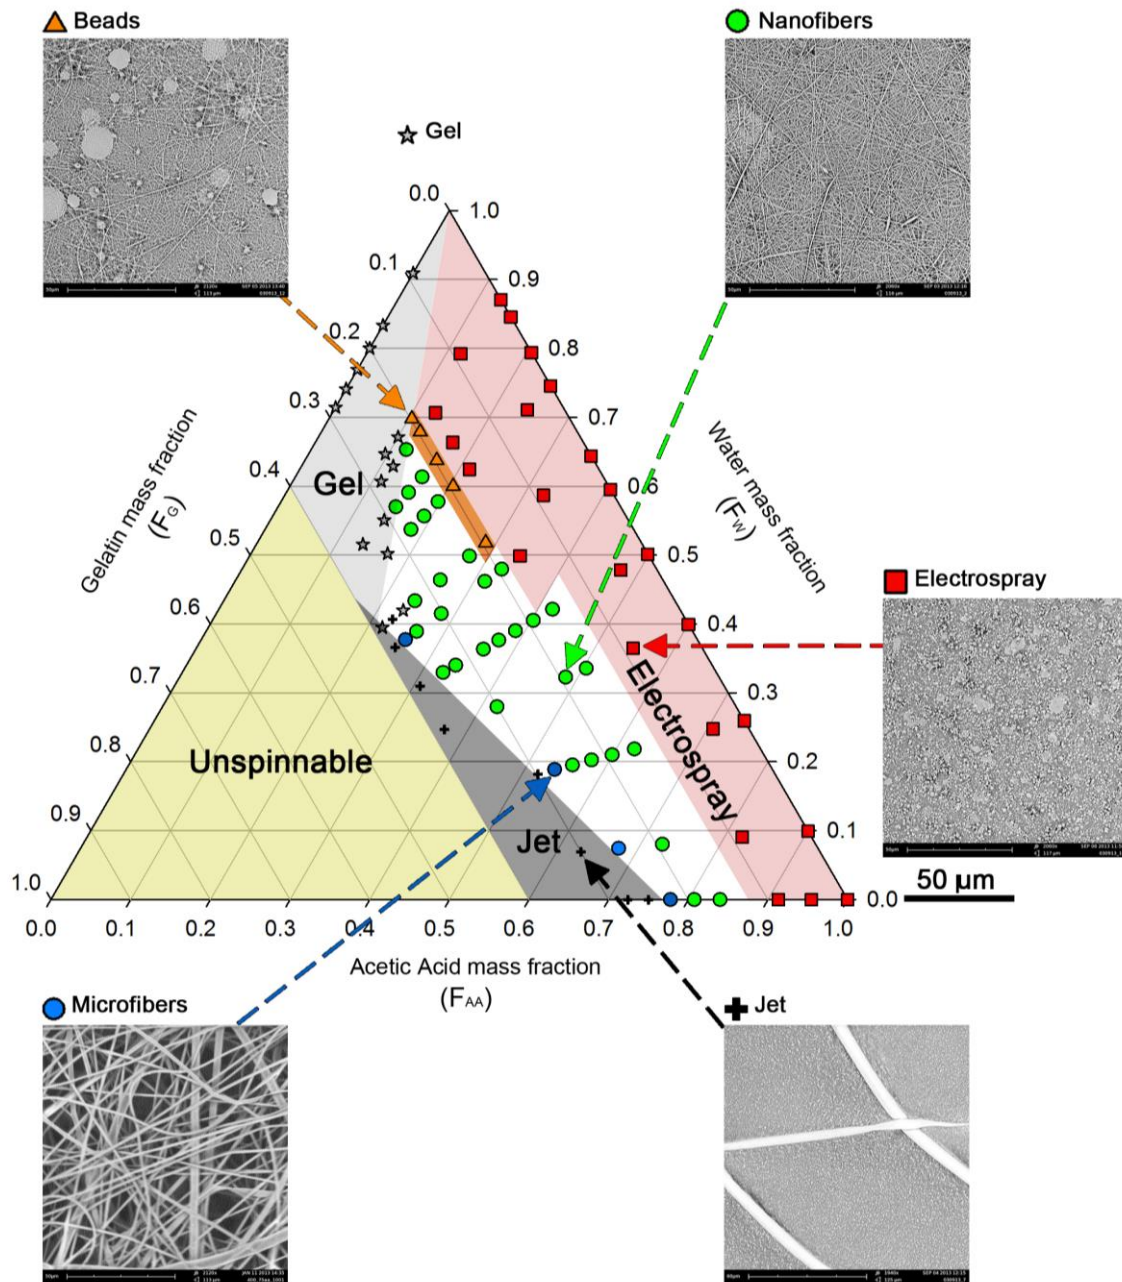 Beads
Nanofibers
Gel
0.0
1.0
0.1
0.9
0.2
0.8
0.3
0.7
0.4
0.6
0.5
0.5
0.6
0.4
0.7
0.3
0.8
0.2
0.9
0.1
1.0
0.0
Gelatin mass fraction
(FG)
Water mass fraction
(FW)
Gel
Unspinnable
Jet
Electrospray
Electrospray
50 µm
0.0 0.1 0.2 0.3 0.4 0.5 0.6 0.7 0.8 0.9 1.0
Acetic Acid mass fraction
(FAA)
Microfibers
Jet